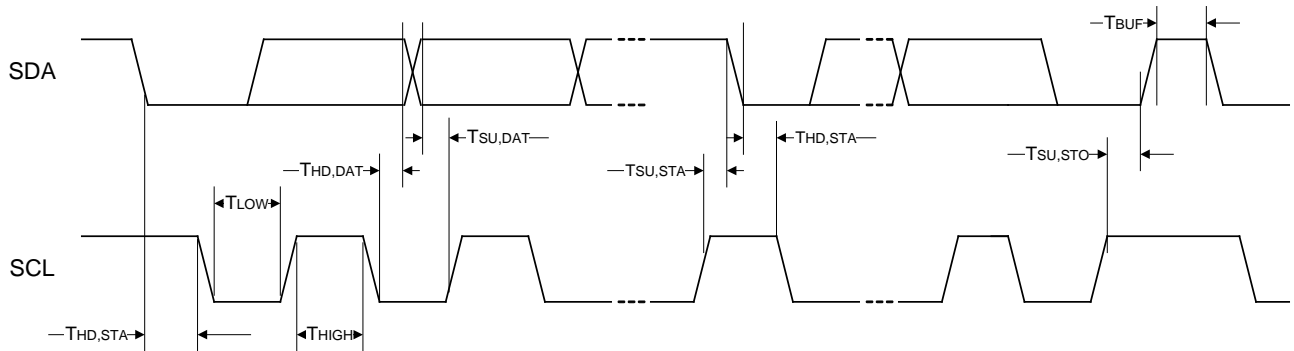 TBUF
SDA
TSU,DAT
THD,STA
THD,DAT
TSU,STA
TSU,STO
TLOW
SCL
THD,STA
THIGH